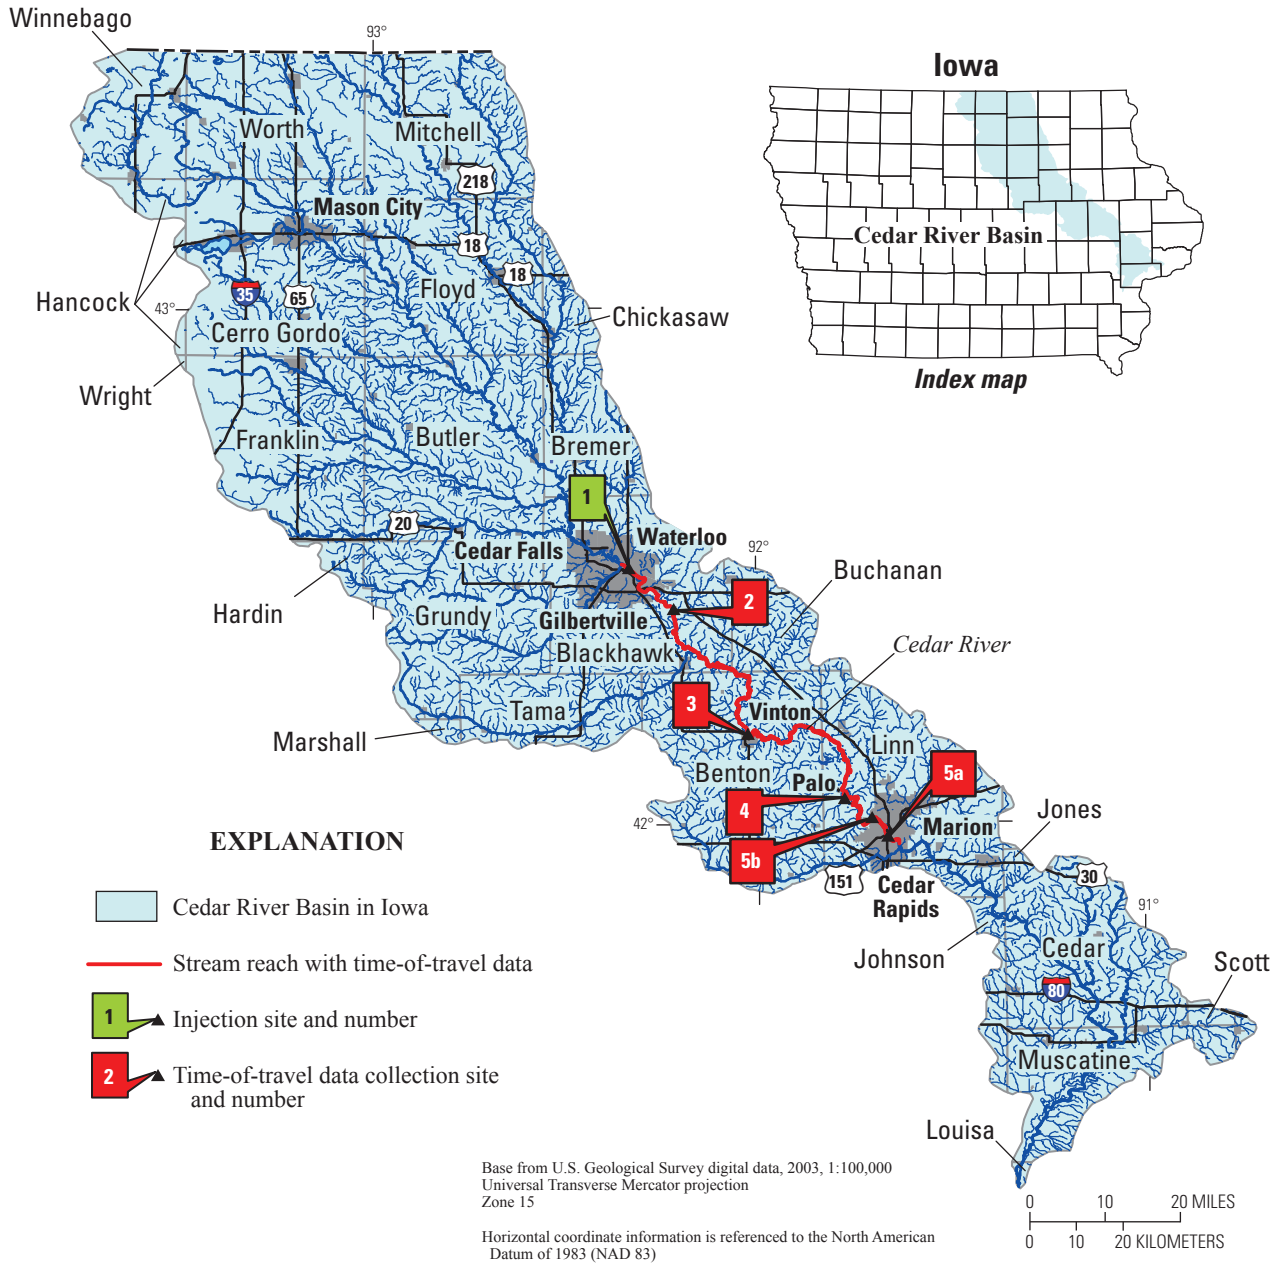 Winnebago
93°
Iowa
Worth
Mitchell
218
Mason City
18
18
Cedar River Basin
Hancock
43°
35
65
Floyd
Chickasaw
Cerro Gordo
Index map
Wright
Franklin
Butler
Bremer
1
20
Cedar Falls
Waterloo
92°
Buchanan
Hardin
Grundy
Gilbertville
2
Blackhawk
Cedar River
3
Vinton
Tama
Marshall
Linn
Benton
Palo
5a
4
42°
Marion
Jones
5b
151
Cedar
Rapids
30
91°
Johnson
Cedar
Scott
80
Muscatine
Louisa
EXPLANATION
Cedar River Basin in Iowa
Stream reach with time-of-travel data
1
Injection site and number
2
Time-of-travel data collection site
and number
Base from U.S. Geological Survey digital data, 2003, 1:100,000
Universal Transverse Mercator projection
Zone 15
Horizontal coordinate information is referenced to the North American
Datum of 1983 (NAD 83)
0 10 20 MILES
0 10 20 KILOMETERS